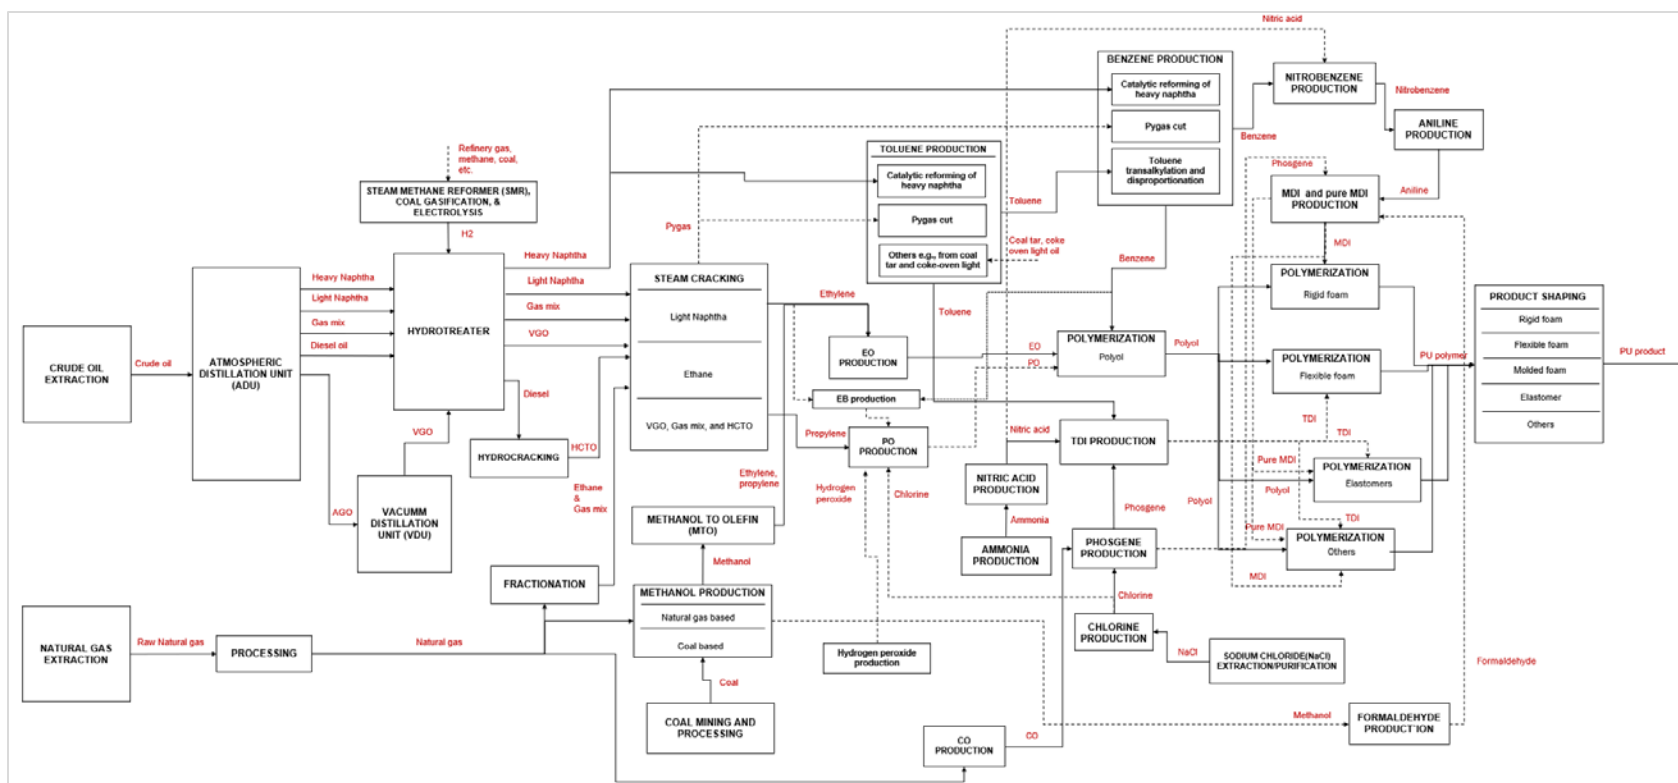 Nitric acid
BENZENE PRODUCTION
Catalytic reforming of
heavy naphtha
Pygas cut
Toluene
transalkylation and
disproportionation
NITROBENZENE
PRODUCTION
Nitrobenzene
Benzene
ANILINE
PRODUCTION
Refinery gas,
methane, coal,
etc.
STEAM METHANE REFORMER (SMR),
COAL GASIFICATION, &
ELECTROLYSIS
H2
TOLUENE PRODUCTION
Catalytic reforming of
heavy naphtha
Pygas cut
Others e.g., from coal
tar and coke-oven light
Toluene
Coal tar, coke
oven light oil
Pygas
Phosgene
MDI and pure MDI
PRODUCTION
Aniline
MDI
Benzene
Heavy Naphtha
Light Naphtha
Gas mix
Diesel oil
HYDROTREATER
Heavy Naphtha
Light Naphtha
Gas mix
VGO
STEAM CRACKING
Light Naphtha
Ethane
VGO, Gas mix, and HCTO
Ethylene
Toluene
POLYMERIZATION
Rigid foam
PRODUCT SHAPING
Rigid foam
Flexible foam
Molded foam
Elastomer
Others
CRUDE OIL
EXTRACTION
Crude oil
ATMOSPHERIC
DISTILLATION UNIT
(ADU)
EO
PRODUCTION
EO
PO
POLYMERIZATION
Polyol
Polyol
POLYMERIZATION
Flexible foam
PU polymer
PU product
Diesel
EB production
VGO
HYDROCRACKING
HCTO
Propylene
PO
PRODUCTION
Nitric acid
TDI PRODUCTION
TDI
TDI
Pure MDI
POLYMERIZATION
Elastomers
Ethylene,
propylene
Ethane
&
Gas mix
Hydrogen
peroxide
Chlorine
NITRIC ACID
PRODUCTION
Polyol
Polyol
AGO
VACUMM
DISTILLATION
UNIT (VDU)
METHANOL TO OLEFIN
(MTO)
Phosgene
Ammonia
TDI
Pure MDI
POLYMERIZATION
Others
AMMONIA
PRODUCTION
PHOSGENE
PRODUCTION
MDI
Methanol
FRACTIONATION
METHANOL PRODUCTION
Natural gas based
Coal based
Chlorine
CHLORINE
PRODUCTION
NATURAL GAS
EXTRACTION
Raw Natural gas
PROCESSING
Natural gas
Hydrogen peroxide
production
NaCl
SODIUM CHLORIDE(NaCl)
EXTRACTION/PURIFICATION
Formaldehyde
Coal
COAL MINING AND
PROCESSING
CO
PRODUCTION
CO
Methanol
FORMALDEHYDE
PRODUCTION